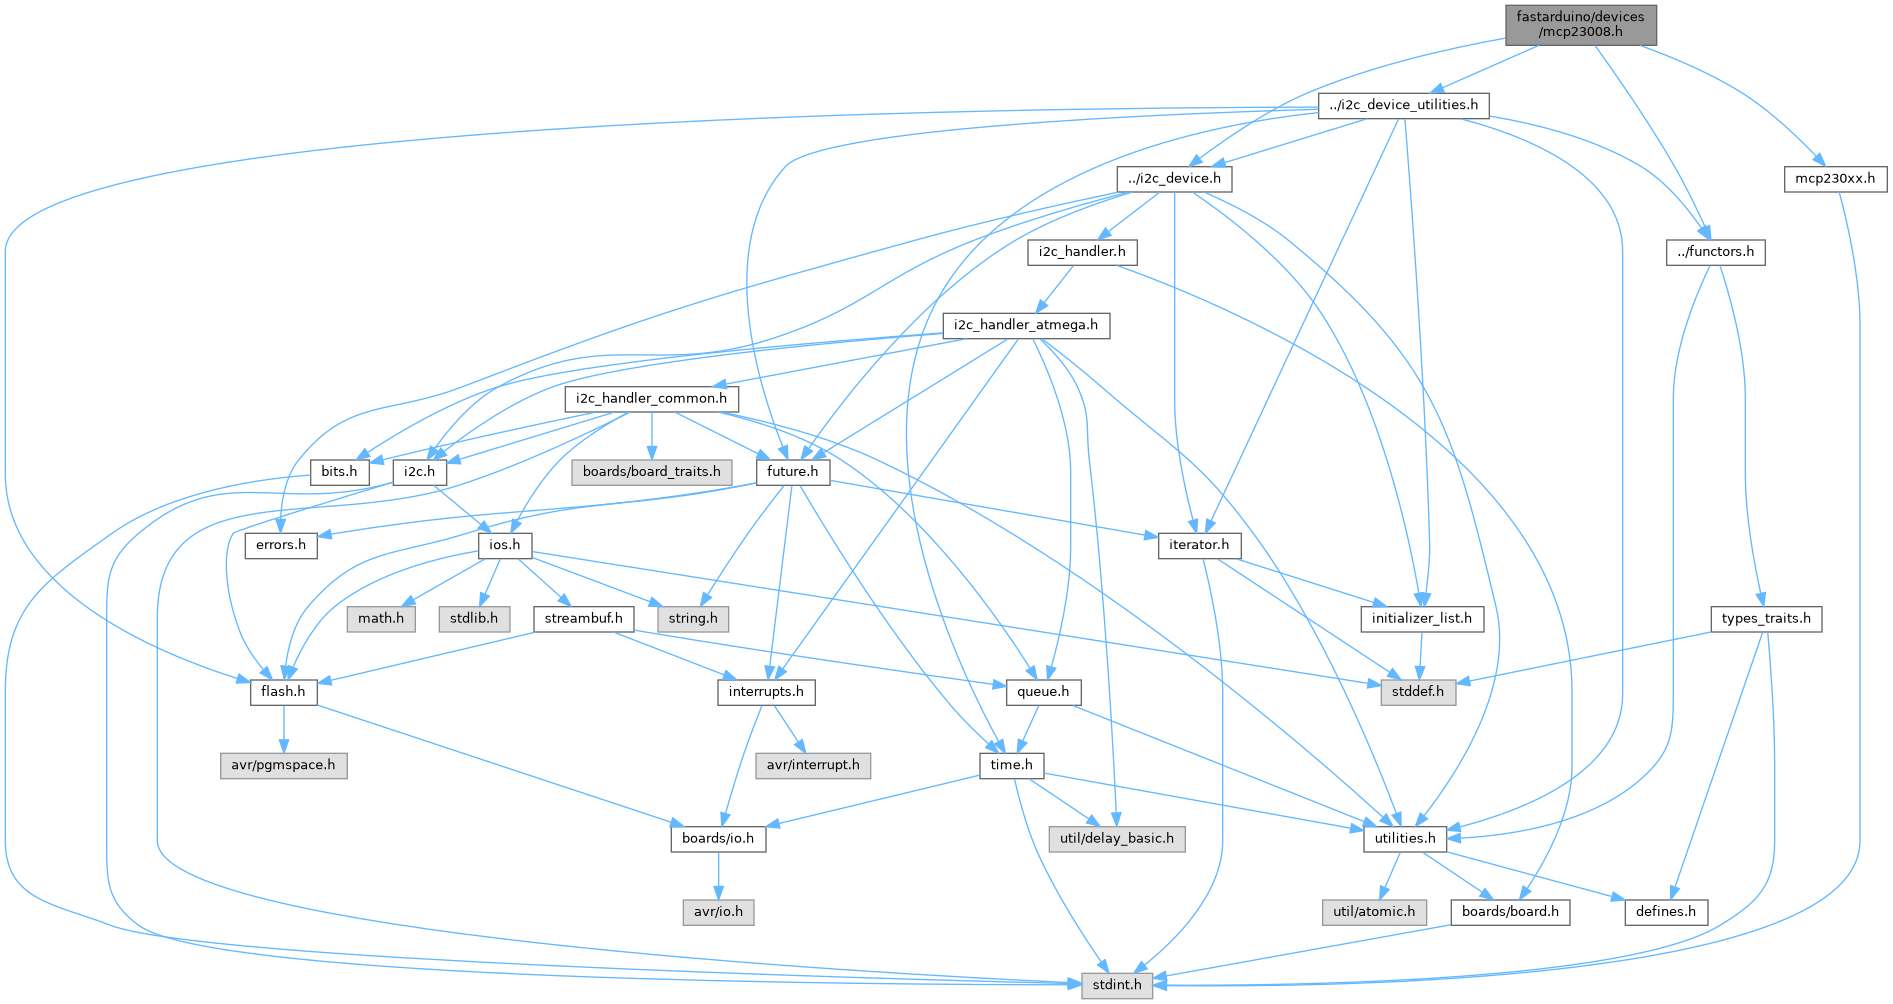 fastarduino/devices
/mcp23008.h
../i2c_device_utilities.h
../i2c_device.h
mcp230xx.h
i2c_handler.h
../functors.h
i2c_handler_atmega.h
i2c_handler_common.h
bits.h
i2c.h
boards/board_traits.h
future.h
errors.h
ios.h
iterator.h
math.h
stdlib.h
streambuf.h
string.h
initializer_list.h
types_traits.h
flash.h
interrupts.h
queue.h
stddef.h
avr/pgmspace.h
avr/interrupt.h
time.h
boards/io.h
util/delay_basic.h
utilities.h
avr/io.h
util/atomic.h
boards/board.h
defines.h
stdint.h